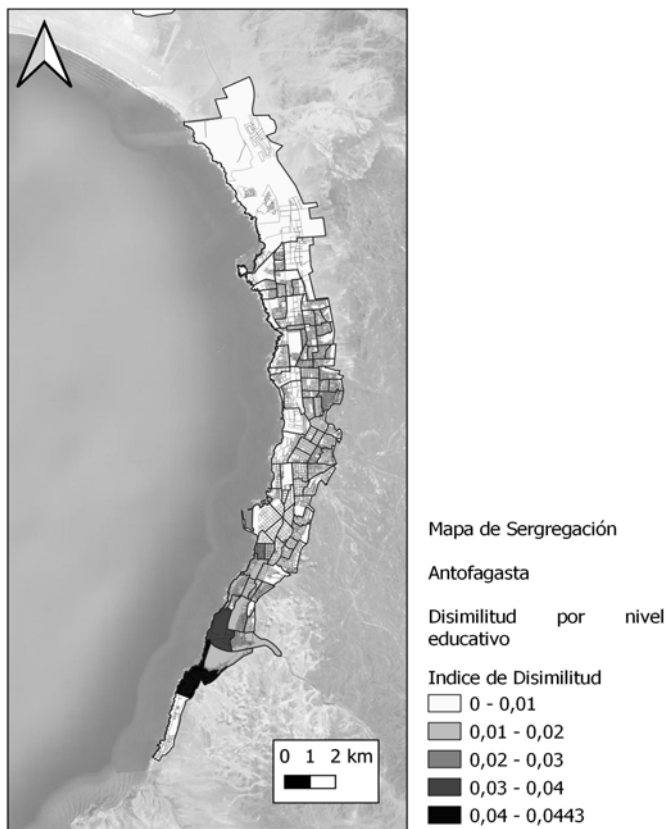 Mapa de Sergregación
Antofagasta
Disimilitud por nivel
educativo
Indice de Disimilitud
0 - 0,01
0,01 - 0,02
0,02 - 0,03
0,03 - 0,04
0,04 - 0,0443
0 1 2 km